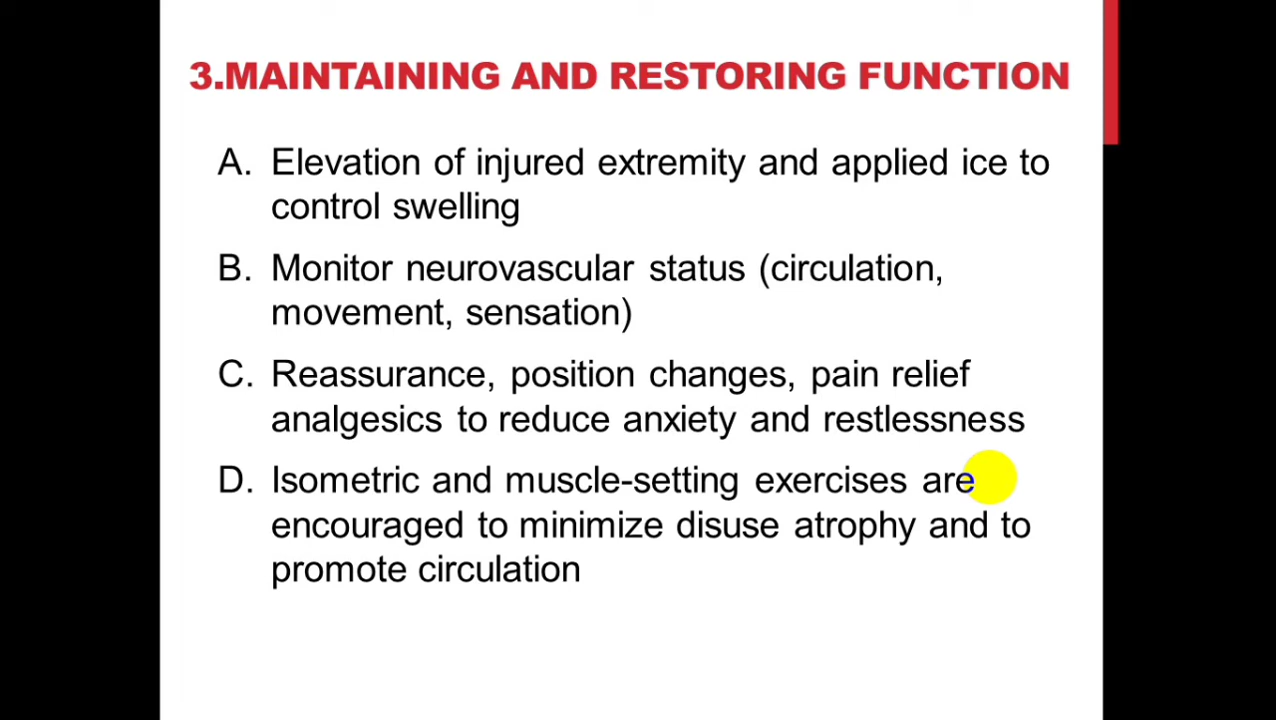 3.MAINTAINING AND RESTORING FUNCTION
A. Elevation of injured extremity and applied ice to
control swelling
B. Monitor neurovascular status (circulation,
movement, sensation)
C. Reassurance, position changes, pain relief
analgesics to reduce anxiety and restlessness
D. Isometric and muscle-setting exercises are
encouraged to minimize disuse atrophy and to
promote circulation